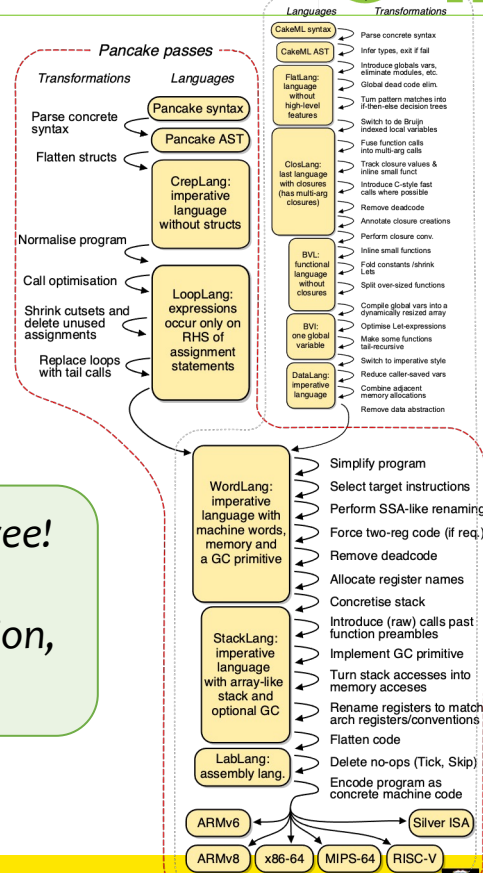 Pancake passes
Transformations
Languages
Pancake syntax
Parse concrete
syntax
Pancake AST
Flatten structs
CrepLang:
imperative
language
without structs
Normalise program
Call optimisation
Shrink cutsets and
delete unused
assignments
Replace loops
with tail calls
LoopLang:
expressions
occur only on
RHS of
assignment
statements
Languages
Transformations
CakeML syntax
Parse concrete syntax
CakeML AST
Infer types, exit if fail
Introduce globals vars,
eliminate modules, etc.
FlatLang:
language
without
high-level
features
Global dead code elim.
Turn pattern matches into
if-then-else decision trees
Switch to de Bruijn
indexed local variables
Fuse function calls
into multi-arg calls
ClosLang:
last language
with closures
(has multi-arg
closures)
Track closure values &
inline small funct
Introduce C-style fast
calls where possible
Remove deadcode
Annotate closure creations
Perform closure conv.
BVL:
functional
language
without
closures
Inline small functions
Fold constants /shrink
Lets
Split over-sized functions
Compile global vars into a
dynamically resized array
BVI:
one global
variable
Optimise Let-expressions
Make some functions
tail-recursive
Switch to imperative style
DataLang:
imperative
language
Reduce caller-saved vars
Combine adjacent
memory allocations
Remove data abstraction
WordLang:
imperative
language with
machine words,
memory and
a GC primitive
Simplify program
Select target instructions
Perform SSA-like renaming
Force two-reg code (if req.)
Remove deadcode
Allocate register names
Concretise stack
StackLang:
imperative
language
with array-like
stack and
optional GC
Introduce (raw) calls past
function preambles
Implement GC primitive
Turn stack accesses into
memory acceses
Rename registers to match
arch registers/conventions
Flatten code
LabLang:
assembly lang.
Delete no-ops (Tick, Skip)
Encode program as
concrete machine code
ARMv6
Silver ISA
ARMv8
x86-64
MIPS-64
RISC-V
ee!
on,